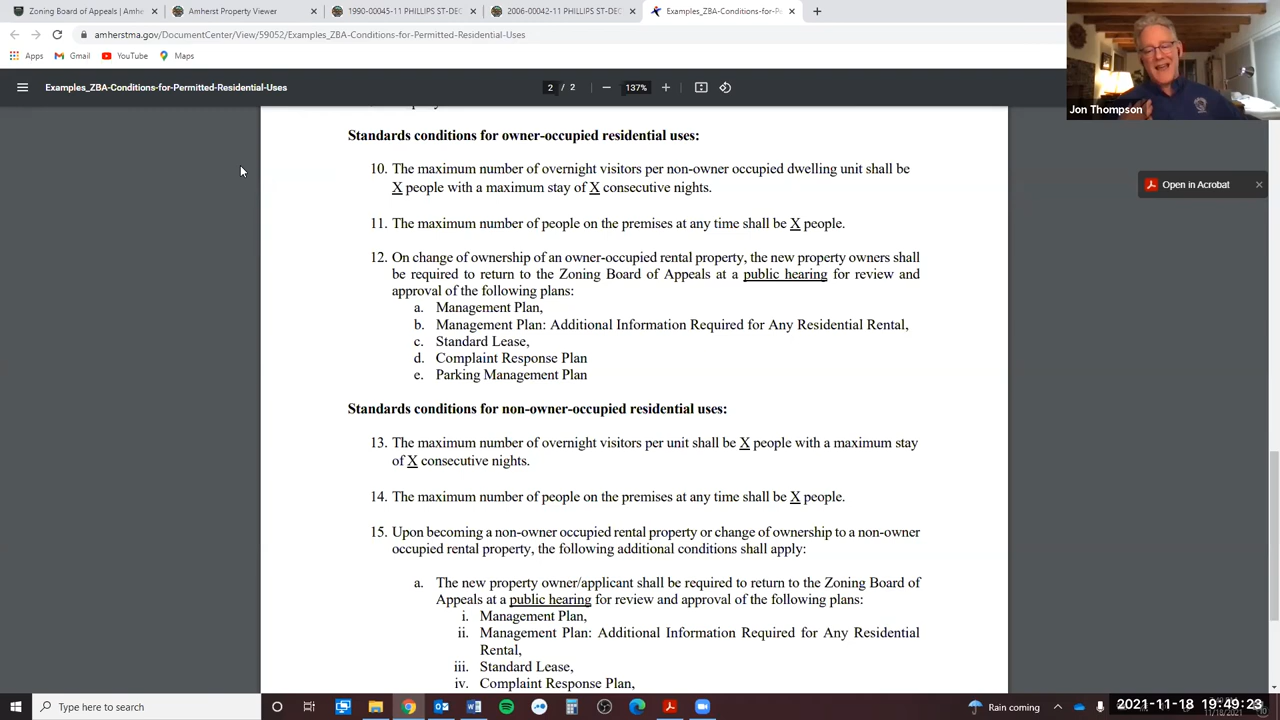 Zoning Board of Appeals | Amhe
Amherst Property Viewer
1990-00045-11 PHILLIPS ST-DEC
2006-00042-11 PHILLIPS ST-DEC
Examples_ZBA-Conditions-for-P
amherstma.gov/DocumentCenter/View/59052/Examples_ZBA-Conditions-for-Permitted-Residential-Uses
Apps
Gmail
YouTube
Maps
Examples_ZBA-Conditions-for-Permitted-Residential-Uses
2 / 2
137%
Jon Thompson
Open in Acrobat
Standards conditions for owner-occupied residential uses:
10. The maximum number of overnight visitors per non-owner occupied dwelling unit shall be
X people with a maximum stay of X consecutive nights.
11. The maximum number of people on the premises at any time shall be X people.
12. On change of ownership of an owner-occupied rental property, the new property owners shall
be required to return to the Zoning Board of Appeals at a public hearing for review and
approval of the following plans:
a. Management Plan,
b. Management Plan: Additional Information Required for Any Residential Rental,
c. Standard Lease,
d. Complaint Response Plan
e. Parking Management Plan
Standards conditions for non-owner-occupied residential uses:
13. The maximum number of overnight visitors per unit shall be X people with a maximum stay
of X consecutive nights.
14. The maximum number of people on the premises at any time shall be X people.
15. Upon becoming a non-owner occupied rental property or change of ownership to a non-owner
occupied rental property, the following additional conditions shall apply:
a. The new property owner/applicant shall be required to return to the Zoning Board of
Appeals at a public hearing for review and approval of the following plans:
i. Management Plan,
ii. Management Plan: Additional Information Required for Any Residential
Rental,
iii. Standard Lease,
iv. Complaint Response Plan,
Type here to search
Rain coming
2021-11-18 19:49:23